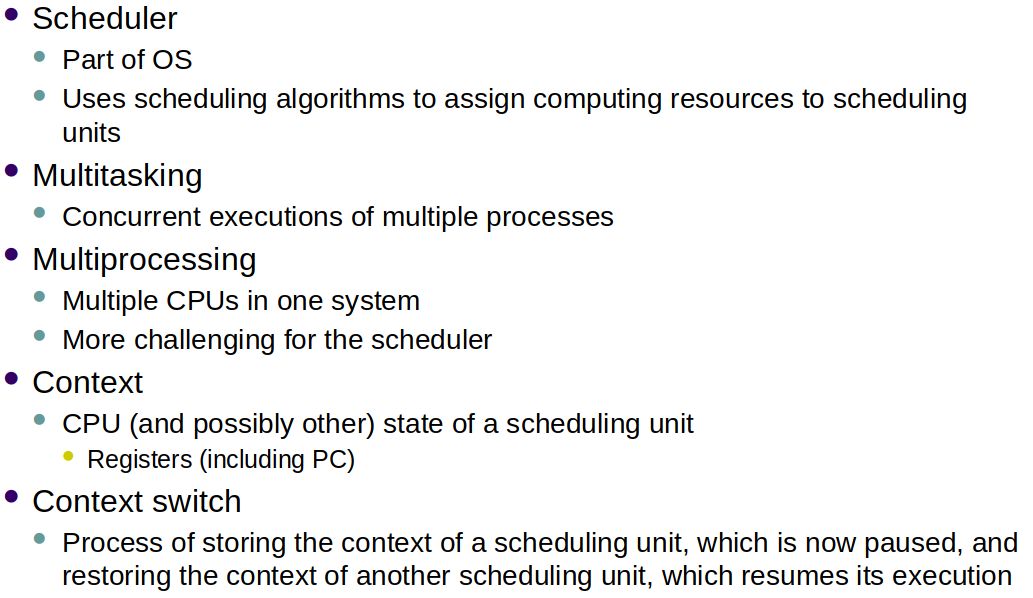 Scheduler
Part of OS
Uses scheduling algorithms to assign computing resources to scheduling
units
Multitasking
Concurrent executions of multiple processes
Multiprocessing
Multiple CPUs in one system
More challenging for the scheduler
Context
CPU (and possibly other) state of a scheduling unit
Registers (including PC)
Context switch
Process of storing the context of a scheduling unit, which is now paused, and
restoring the context of another scheduling unit, which resumes its execution